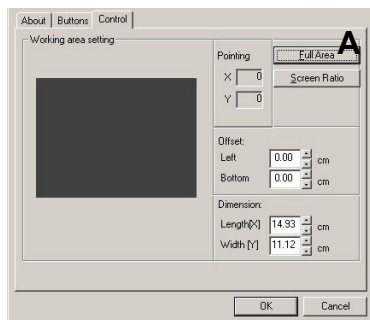 About Buttons Control
Working area setting
Pointing
X 0
Y 0
Full Area
A
Screen Ratio
Offset:
Left 0.00 cm
Bottom 0.00 cm
Dimension:
Length[X] 14.93 cm
Width [Y] 11.12 cm
OK Cancel